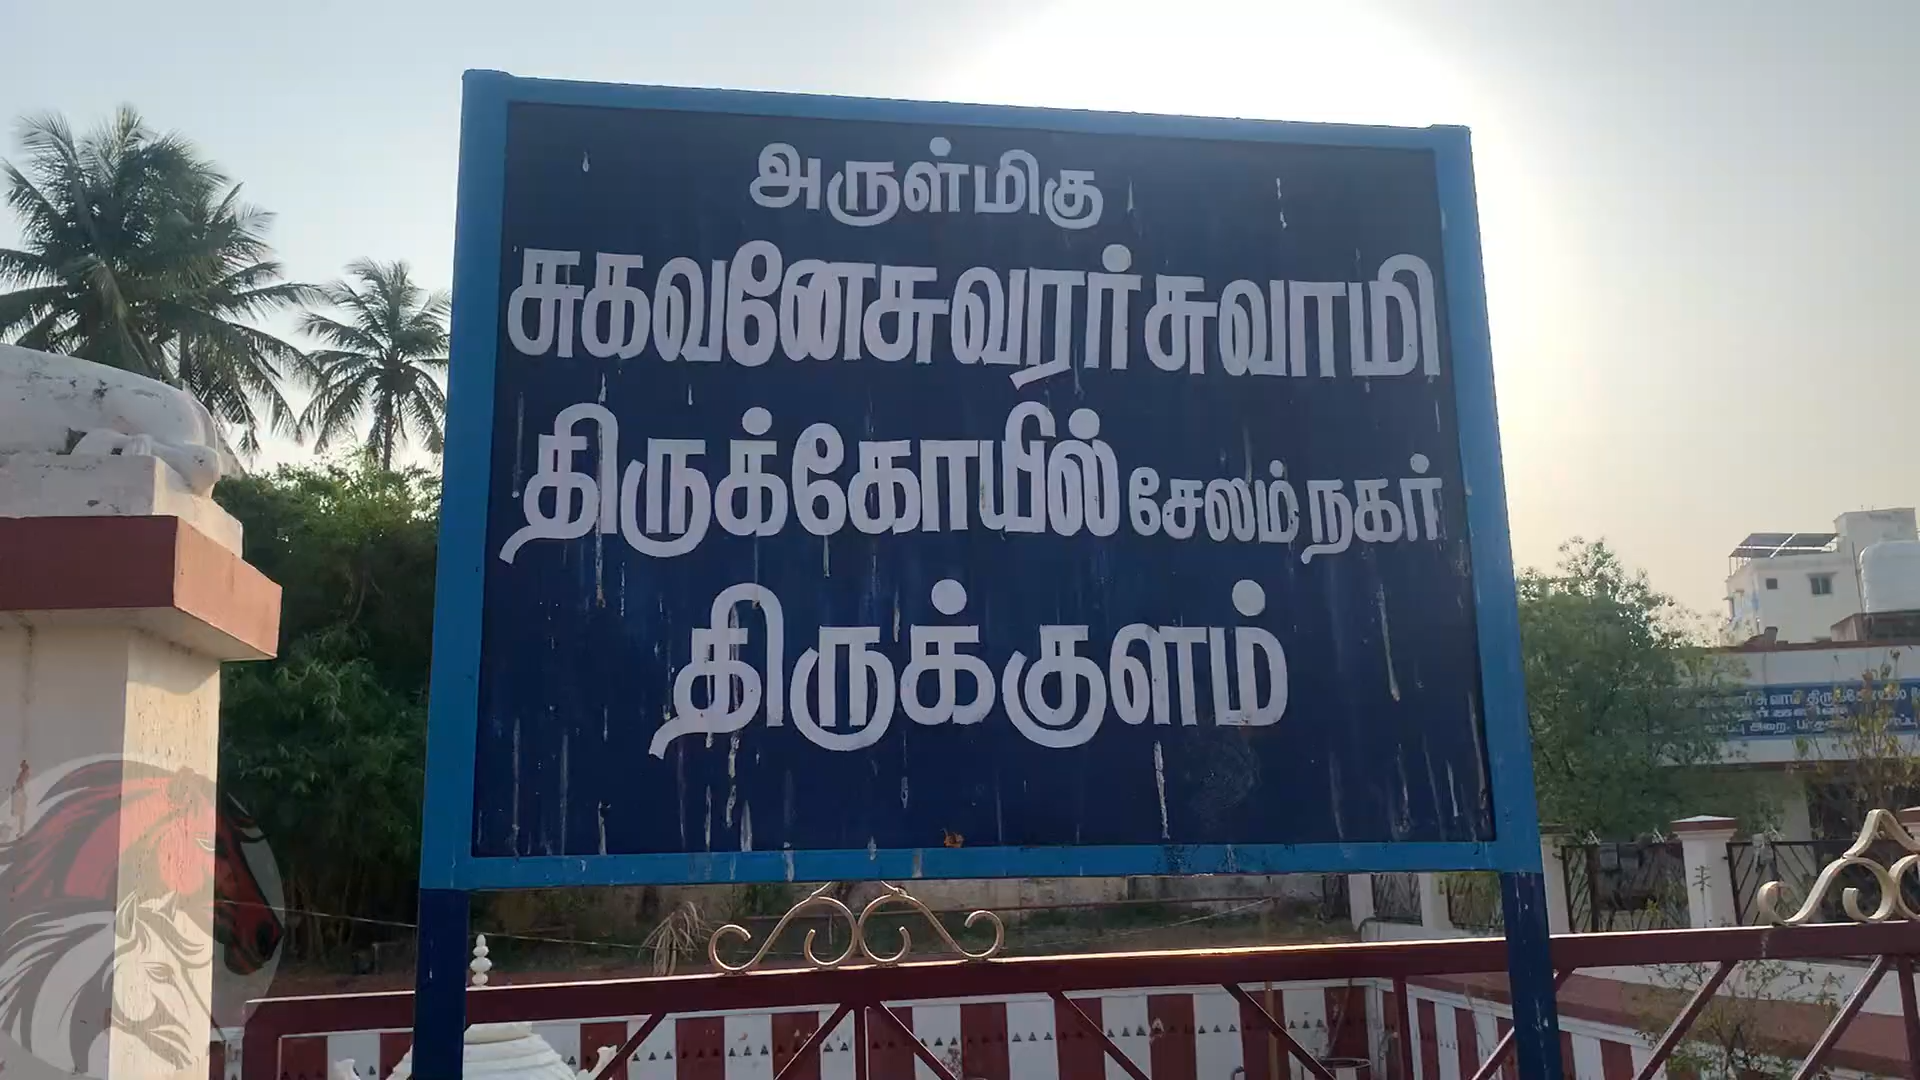 அருள்மிகு
சுகவனேசுவரர்சுவாமி
திருக்கோயில் சேலம் நகர்
திருக்குளம்